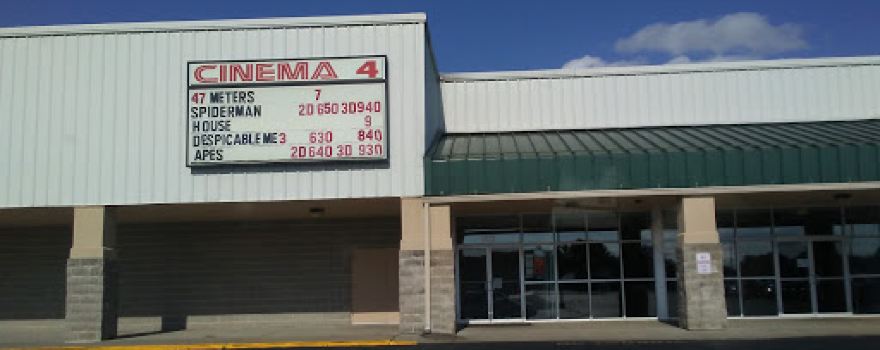 CINEMA 4
47 METERS 7
SPIDERMAN 2D 650 3D 940
HOUSE 9
DESPICABLE ME 3 630 840
APES 2D 640 3D 930